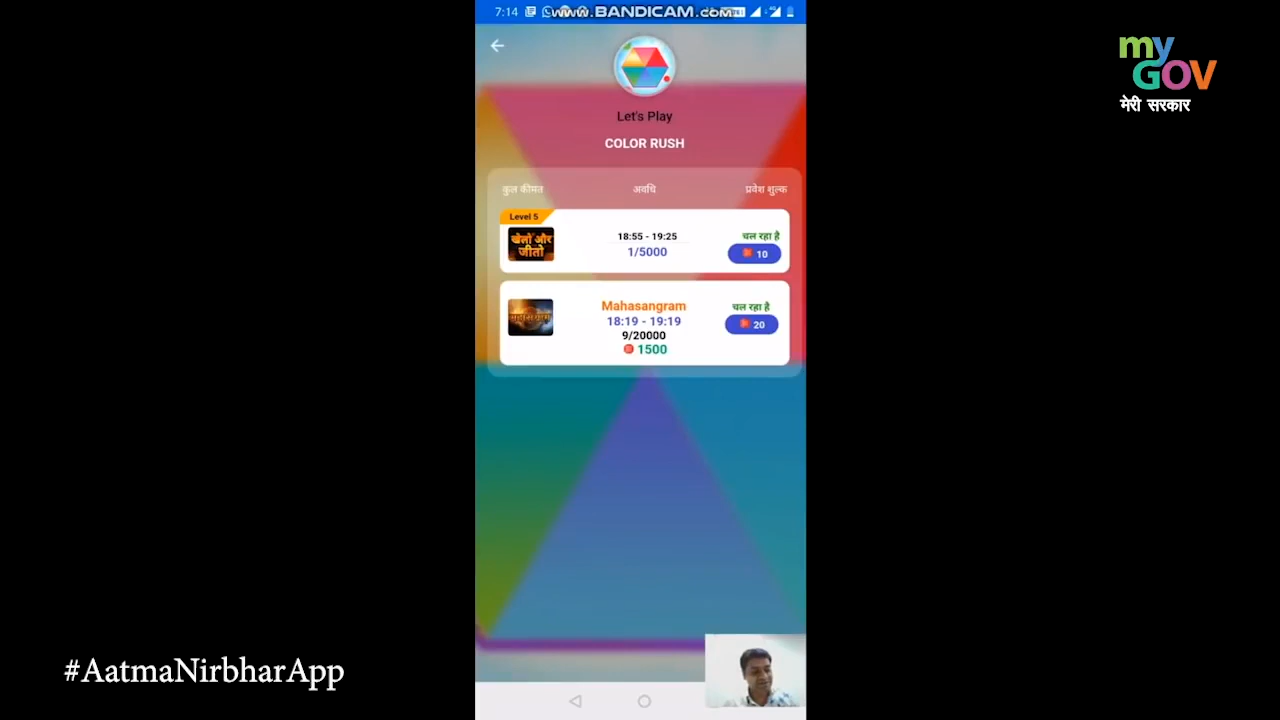 7:14
www.BANDICAM.com
my
GOV
मेरी सरकार
Let's Play
COLOR RUSH
कुल कीमत अवधि प्रवेश शुल्क
Level 5
खेलों और
जीतो
18:55 - 19:25
1/5000
चल रहा है
10
महासंग्राम
Mahasangram
18:19 - 19:19
9/20000
1500
चल रहा है
20
#AatmaNirbharApp